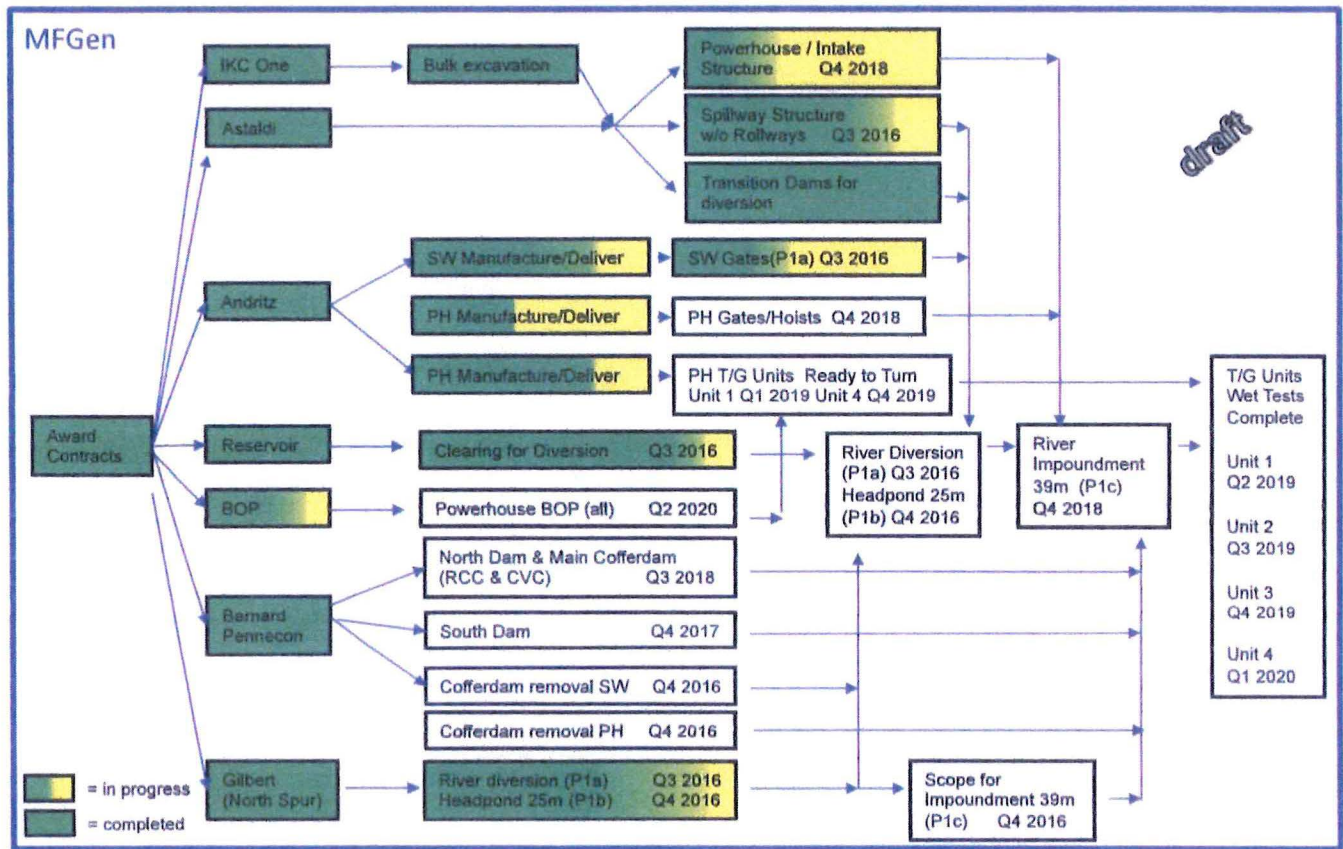 MFGen
IKC One
Bulk excavation
Powerhouse / Intake
Structure Q4 2018
Astaldi
Spillway Structure
w/o Rollways Q3 2016
draft
Transition Dams for
diversion
SW Manufacture/Deliver
SW Gates(P1a) Q3 2016
Andritz
PH Manufacture/Deliver
PH Gates/Hoists Q4 2018
PH Manufacture/Deliver
PH T/G Units Ready to Turn
Unit 1 Q1 2019 Unit 4 Q4 2019
T/G Units
Wet Tests
Complete
Unit 1
Q2 2019
Unit 2
Q3 2019
Unit 3
Q4 2019
Unit 4
Q1 2020
Award
Contracts
Reservoir
Clearing for Diversion Q3 2016
River Diversion
(P1a) Q3 2016
Headpond 25m
(P1b) Q4 2016
River
Impoundment
39m (P1c)
Q4 2018
BOP
Powerhouse BOP (all) Q2 2020
North Dam & Main Cofferdam
(RCC & CVC) Q3 2018
Bernard
Pennecon
South Dam Q4 2017
Cofferdam removal SW Q4 2016
Cofferdam removal PH Q4 2016
Gilbert
(North Spur)
River diversion (P1a) Q3 2016
Headpond 25m (P1b) Q4 2016
Scope for
Impoundment 39m
(P1c) Q4 2016
= in progress
= completed